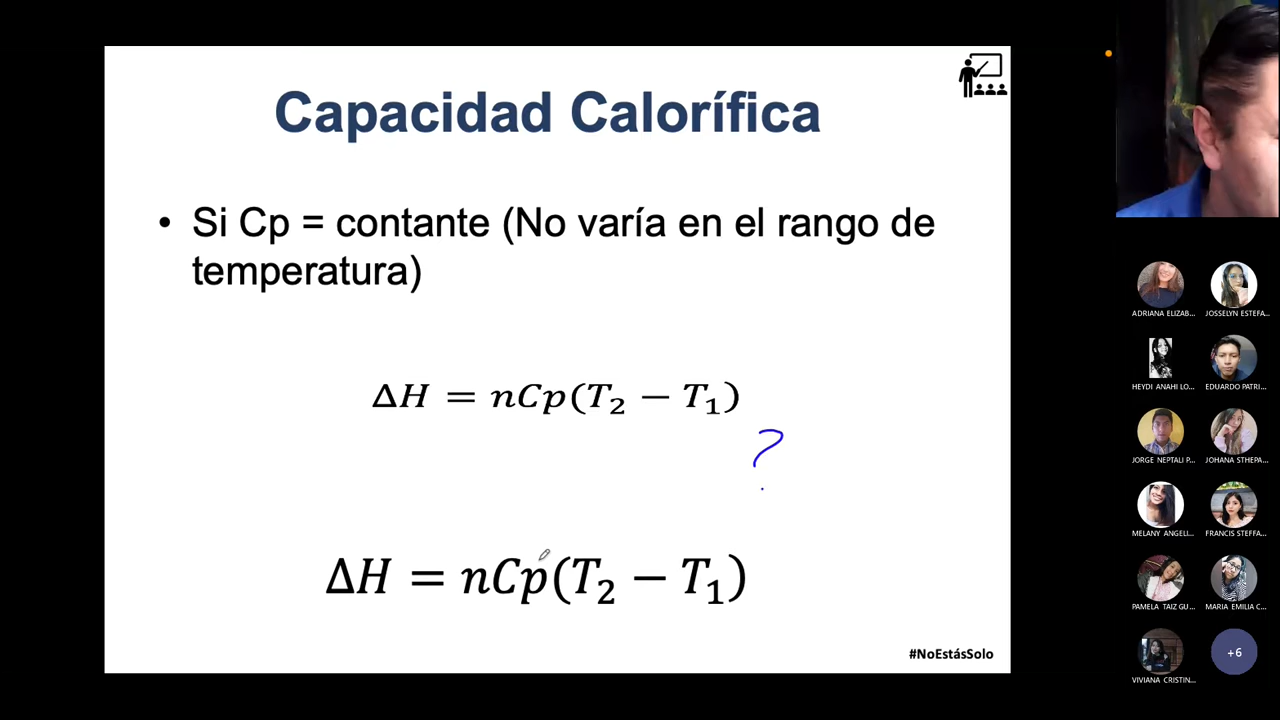 Capacidad Calorífica
• Si Cp = contante (No varía en el rango de
temperatura)
ΔH = nCp(T₂ − T₁)
?
ΔH = nCp(T₂ − T₁)
#NoEstásSolo
ADRIANA ELIZAB...
JOSSELYN ESTEFA...
HEYDI ANAHI LO...
EDUARDO PATRI...
JORGE NEPTALI P...
JOHANA STHEPA...
MELANY ANGELI...
FRANCIS STEFFA...
PAMELA TAIZ GU...
MARIA EMILIA C...
VIVIANA CRISTIN...
+6